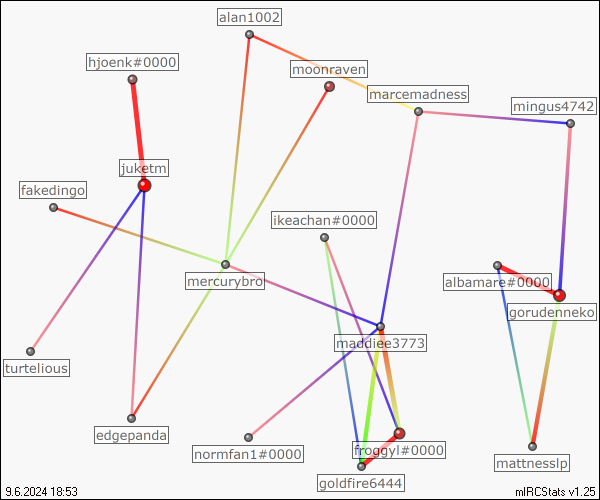 alan1002
hjoenk#0000
moonraven
marcemadness
mingus4742
juketm
fakedingo
ikeachan#0000
mercurybro
albamare#0000
gorudenneko
maddiee3773
turtelious
edgepanda
normfan1#0000
froggyl#0000
mattnesslp
goldfire6444
9.6.2024 18:53
mIRCStats v1.25